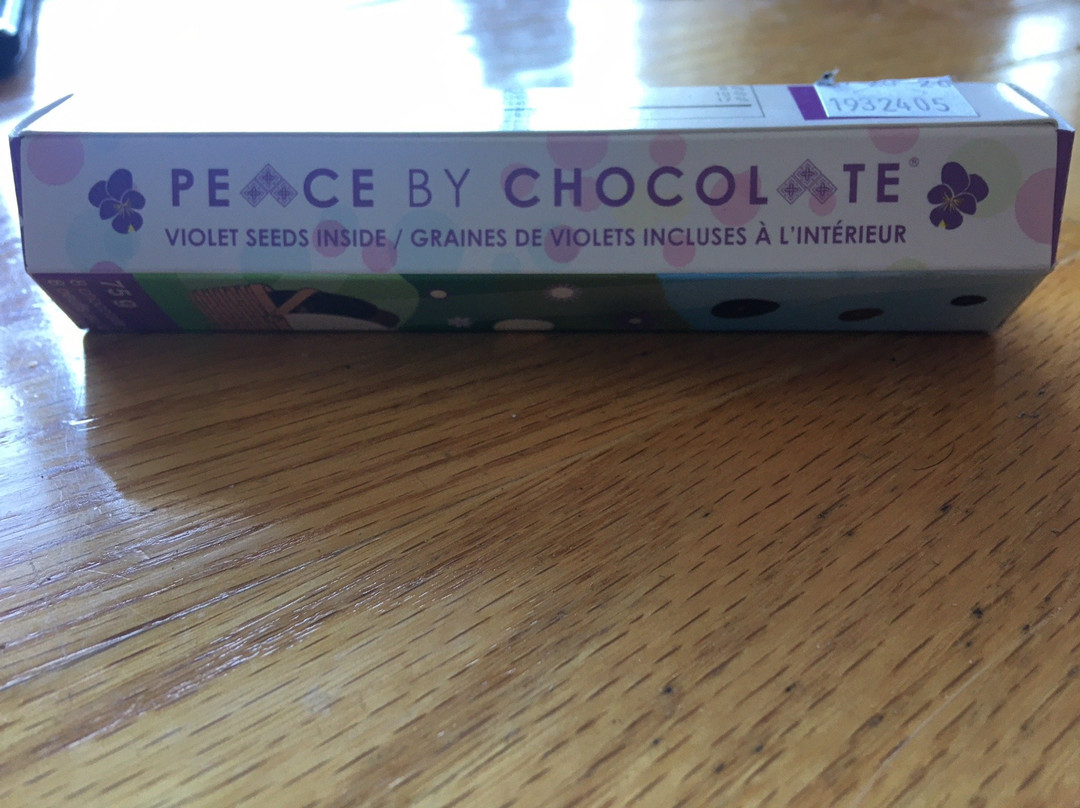 1932405
PEACE BY CHOCOLATE®
VIOLET SEEDS INSIDE / GRAINES DE VIOLETS INCLUSES À L'INTÉRIEUR
75 g